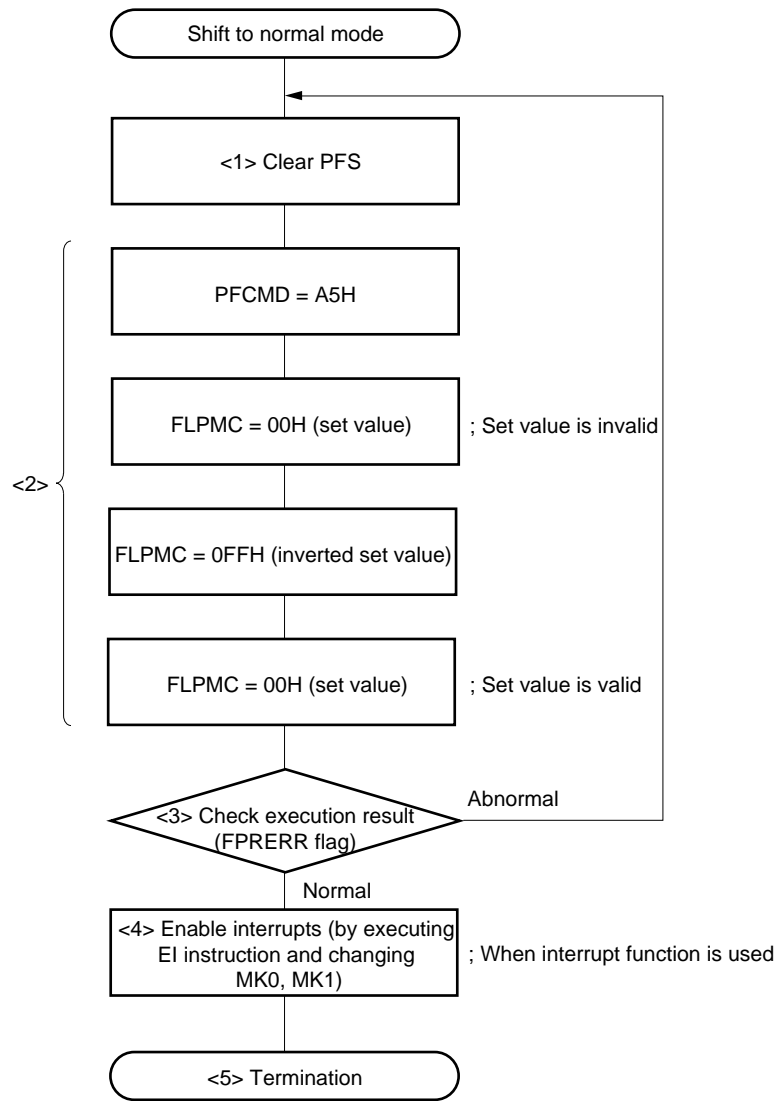 Shift to normal mode
<1> Clear PFS
PFCMD = A5H
FLPMC = 00H (set value)
; Set value is invalid
<2>
FLPMC = 0FFH (inverted set value)
FLPMC = 00H (set value)
; Set value is valid
<3> Check execution result
(FPRERR flag)
Abnormal
Normal
<4> Enable interrupts (by executing
EI instruction and changing
MK0, MK1)
; When interrupt function is used
<5> Termination